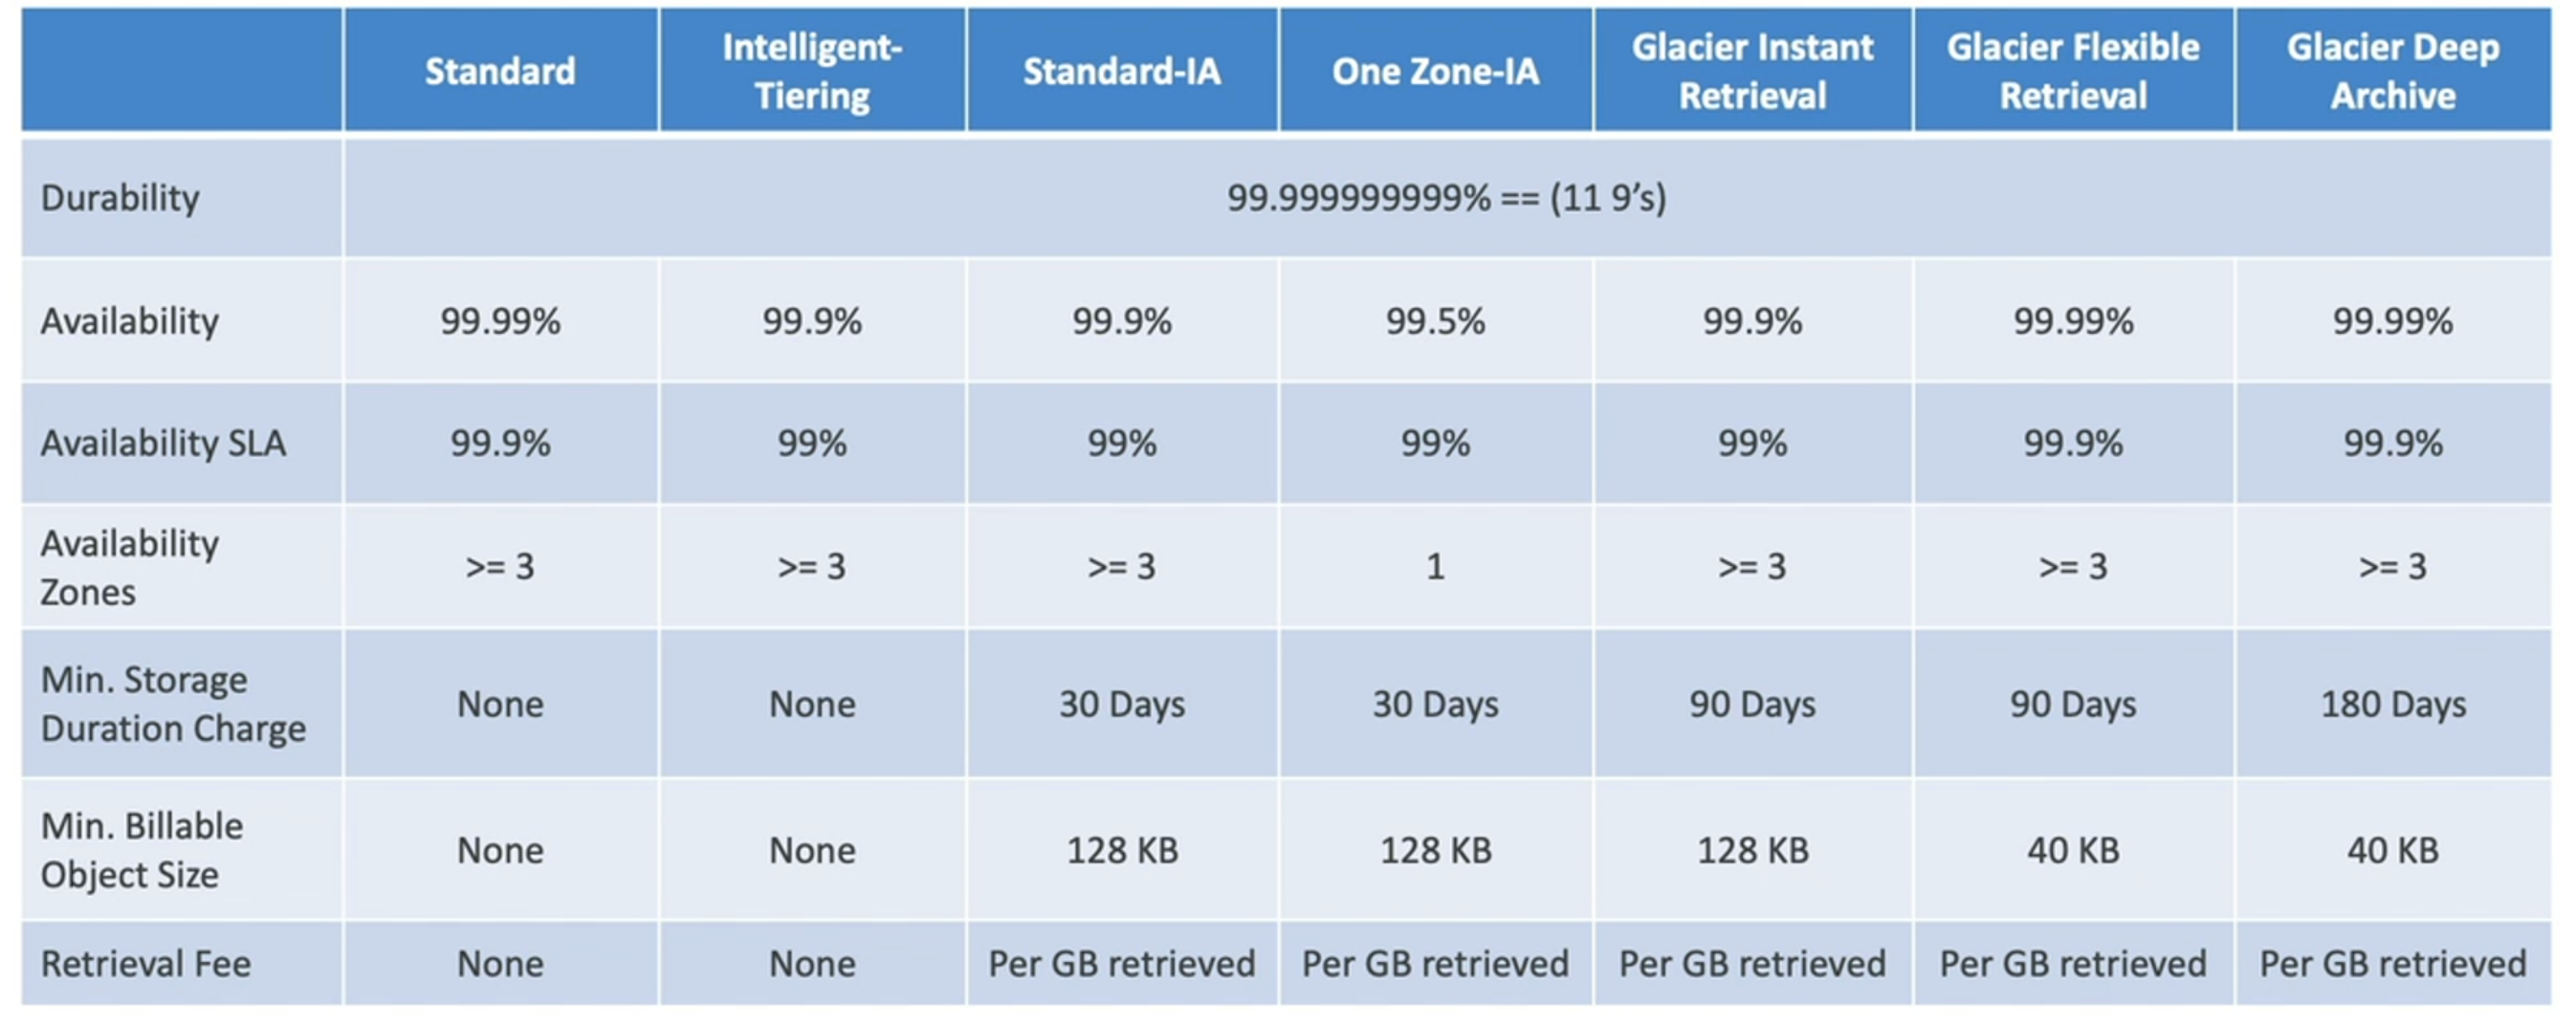 Standard
Intelligent-
Tiering
Standard-IA
One Zone-IA
Glacier Instant
Retrieval
Glacier Flexible
Retrieval
Glacier Deep
Archive
Durability
99.999999999% == (11 9’s)
Availability
99.99%
99.9%
99.9%
99.5%
99.9%
99.99%
99.99%
Availability SLA
99.9%
99%
99%
99%
99%
99.9%
99.9%
Availability
Zones
>= 3
>= 3
>= 3
1
>= 3
>= 3
>= 3
Min. Storage
Duration Charge
None
None
30 Days
30 Days
90 Days
90 Days
180 Days
Min. Billable
Object Size
None
None
128 KB
128 KB
128 KB
40 KB
40 KB
Retrieval Fee
None
None
Per GB retrieved
Per GB retrieved
Per GB retrieved
Per GB retrieved
Per GB retrieved